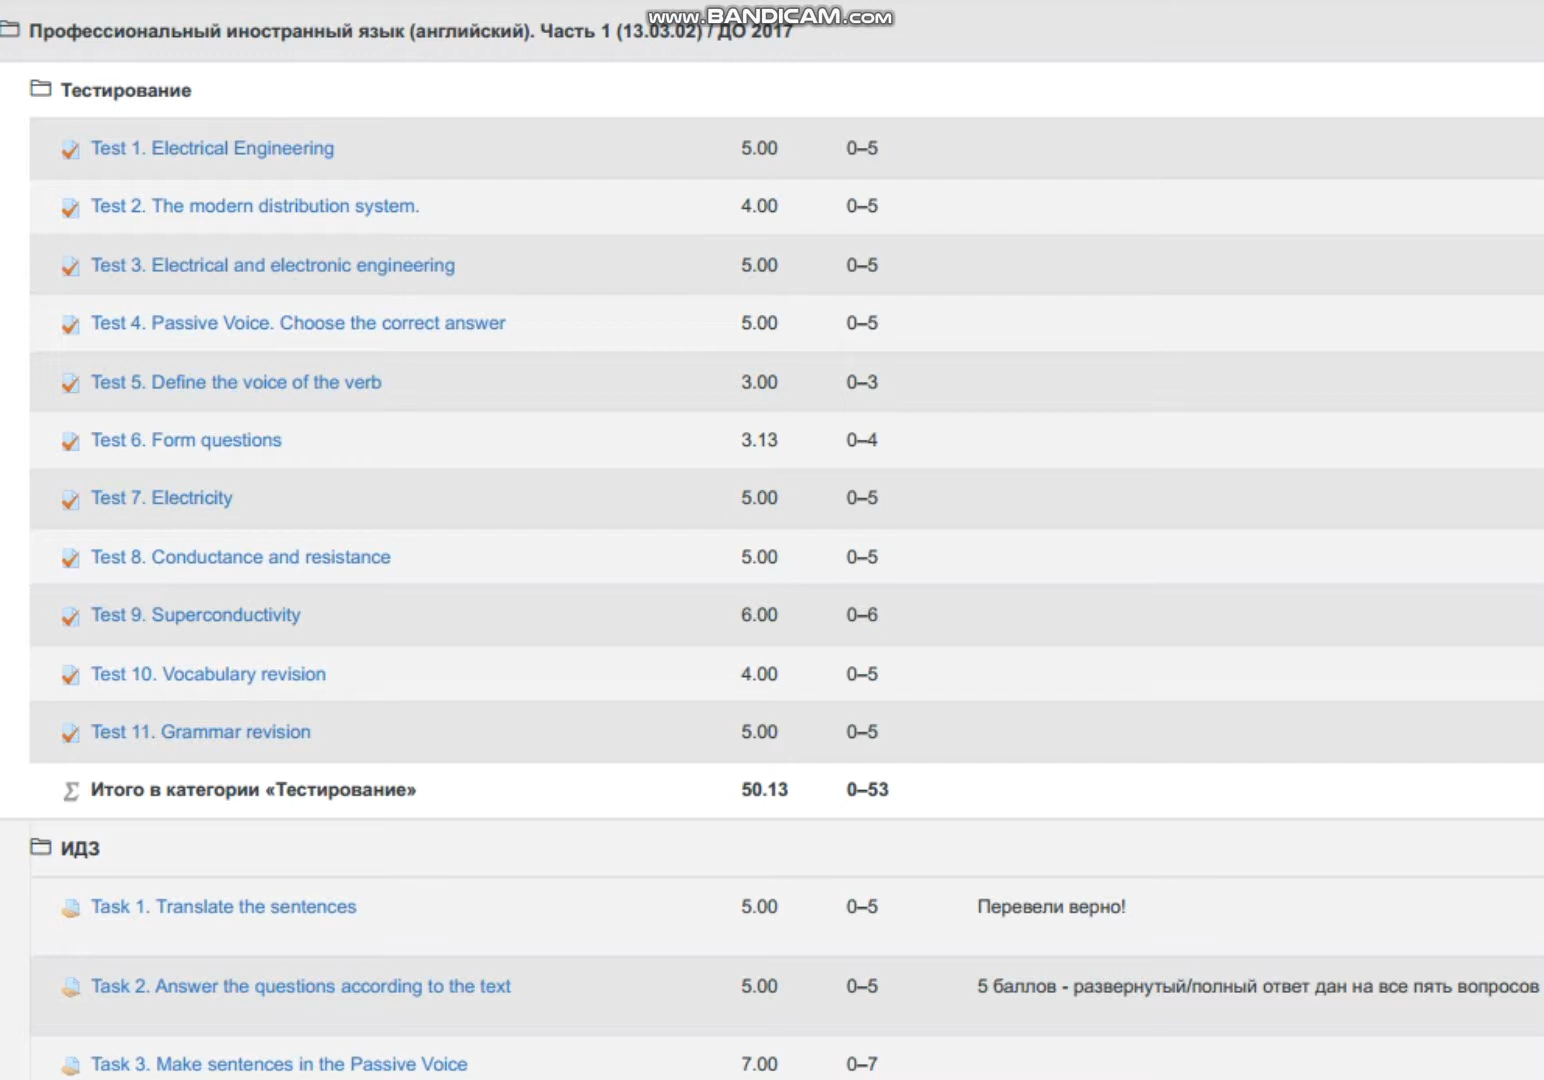 www.BANDICAM.com
Профессиональный иностранный язык (английский). Часть 1 (13.03.02) / ДО 2017
Тестирование
Test 1. Electrical Engineering 5.00 0–5
Test 2. The modern distribution system. 4.00 0–5
Test 3. Electrical and electronic engineering 5.00 0–5
Test 4. Passive Voice. Choose the correct answer 5.00 0–5
Test 5. Define the voice of the verb 3.00 0–3
Test 6. Form questions 3.13 0–4
Test 7. Electricity 5.00 0–5
Test 8. Conductance and resistance 5.00 0–5
Test 9. Superconductivity 6.00 0–6
Test 10. Vocabulary revision 4.00 0–5
Test 11. Grammar revision 5.00 0–5
Σ Итого в категории «Тестирование» 50.13 0–53
ИДЗ
Task 1. Translate the sentences 5.00 0–5 Перевели верно!
Task 2. Answer the questions according to the text 5.00 0–5 5 баллов - развернутый/полный ответ дан на все пять вопросов
Task 3. Make sentences in the Passive Voice 7.00 0–7